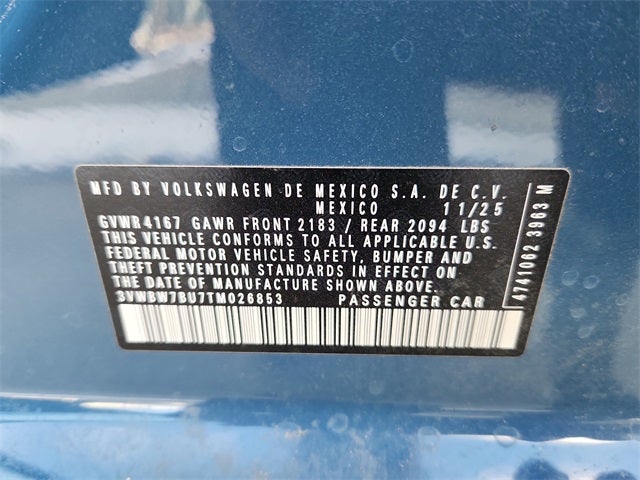 MFD BY VOLKSWAGEN DE MEXICO S.A. DE C.V.
MEXICO 11/25
GVWR 4167 GAWR FRONT 2183 / REAR 2094 LBS
THIS VEHICLE CONFORMS TO ALL APPLICABLE U.S.
FEDERAL MOTOR VEHICLE SAFETY, BUMPER AND
THEFT PREVENTION STANDARDS IN EFFECT ON
THE DATE OF MANUFACTURE SHOWN ABOVE.
3VWBW7BU7TM026853 PASSENGER CAR
4741062 3963 M